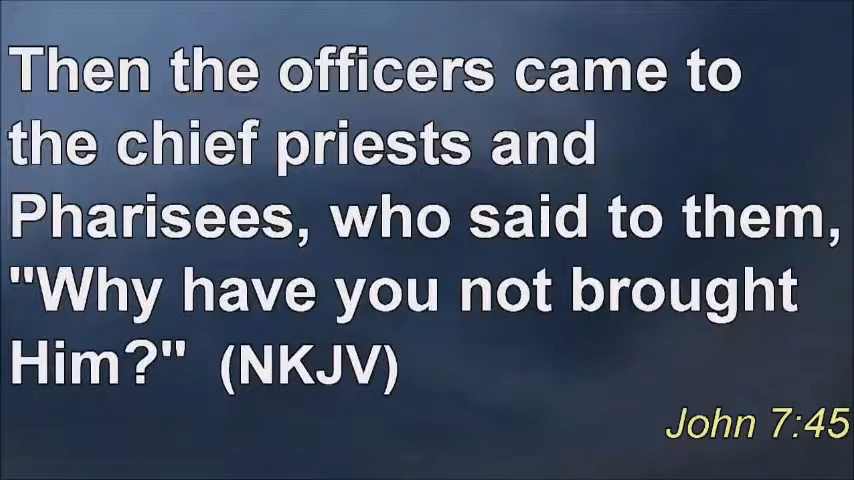 Then the officers came to
the chief priests and
Pharisees, who said to them,
"Why have you not brought
Him?" (NKJV)
John 7:45